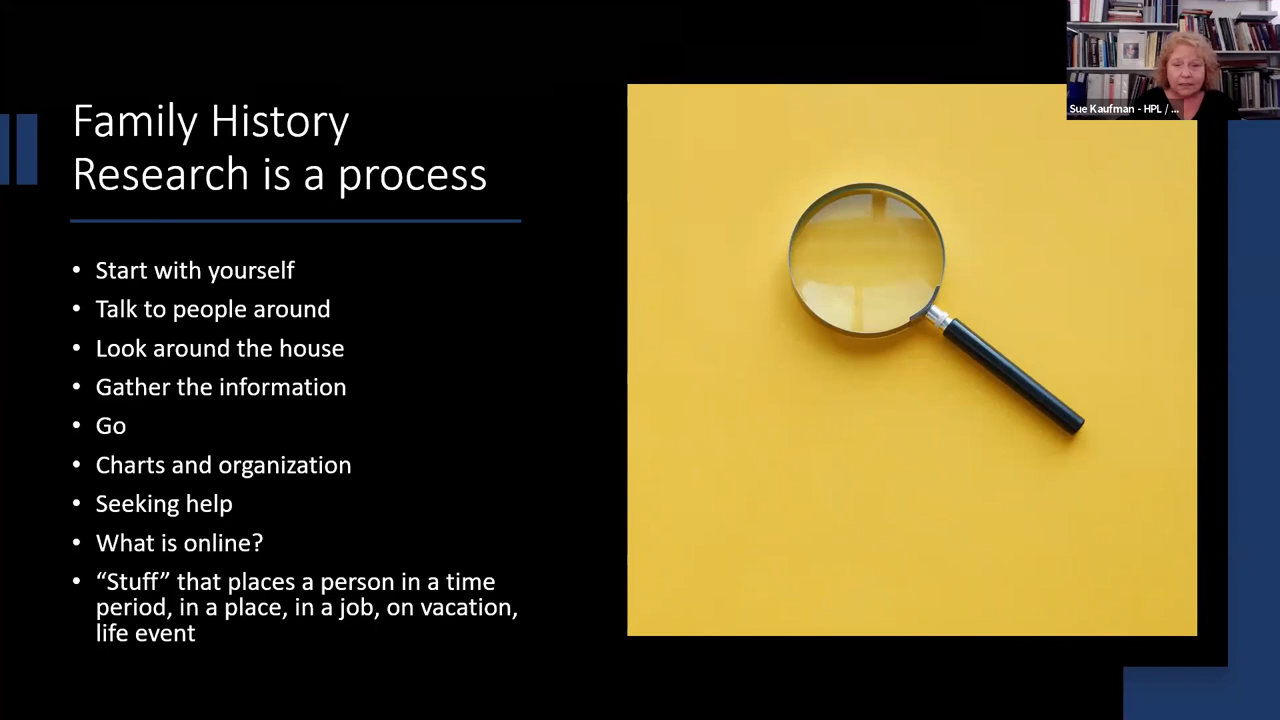 Sue Kaufman - HPL / ...
Family History
Research is a process
• Start with yourself
• Talk to people around
• Look around the house
• Gather the information
• Go
• Charts and organization
• Seeking help
• What is online?
• “Stuff” that places a person in a time
period, in a place, in a job, on vacation,
life event